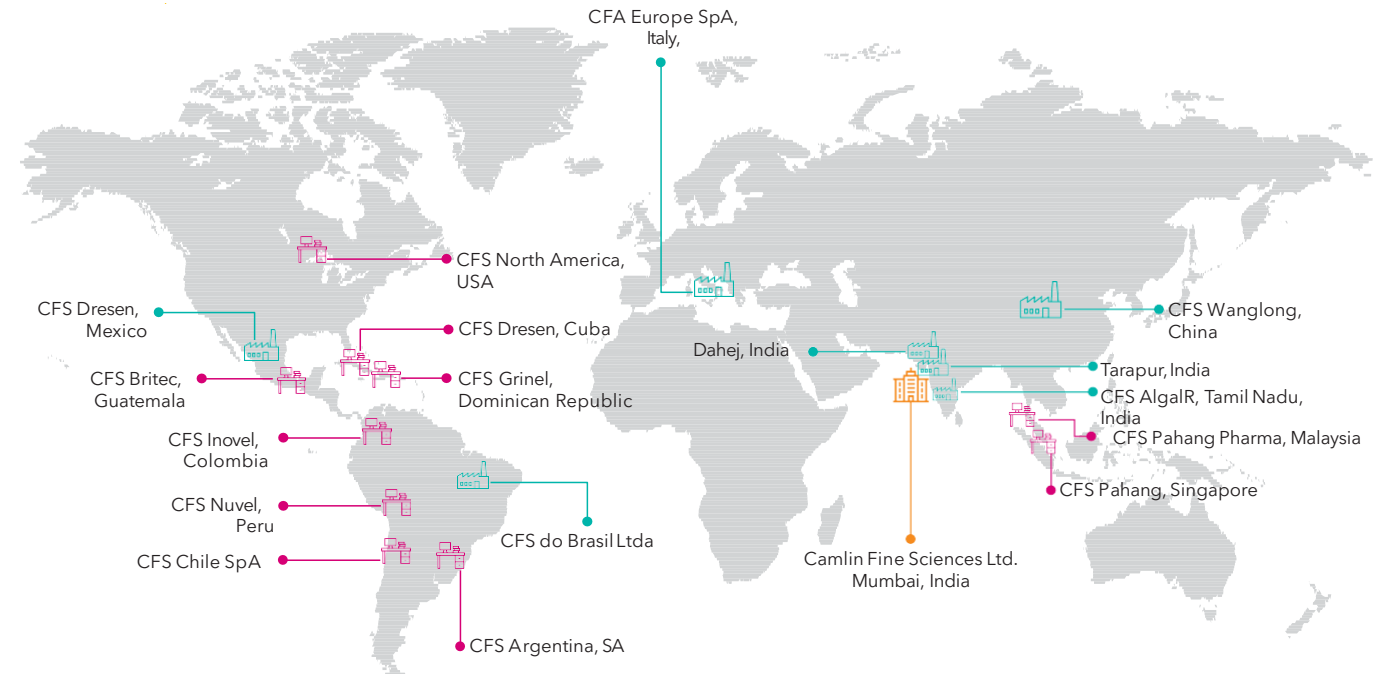 CFA Europe SpA,
Italy,
CFS North America,
USA
CFS Dresen,
Mexico
CFS Dresen, Cuba
CFS Wanglong,
China
Dahej, India
Tarapur, India
CFS Britec,
Guatemala
CFS Grinel,
Dominican Republic
CFS AlgalR, Tamil Nadu,
India
CFS Inovel,
Colombia
CFS Pahang Pharma, Malaysia
CFS Pahang, Singapore
CFS Nuvel,
Peru
CFS do Brasil Ltda
CFS Chile SpA
Camlin Fine Sciences Ltd.
Mumbai, India
CFS Argentina, SA